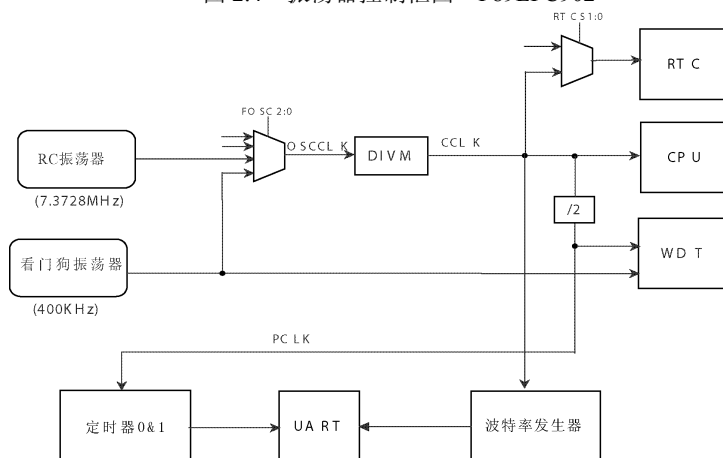 RT C S1:0
RT C
FO SC 2:0
RC振荡器
OSCCL K
DIVM
CCL K
CP U
(7.3728MHz)
/2
看门狗振荡器
WD T
(400KHz)
PC LK
定时器0&1
UA RT
波特率发生器